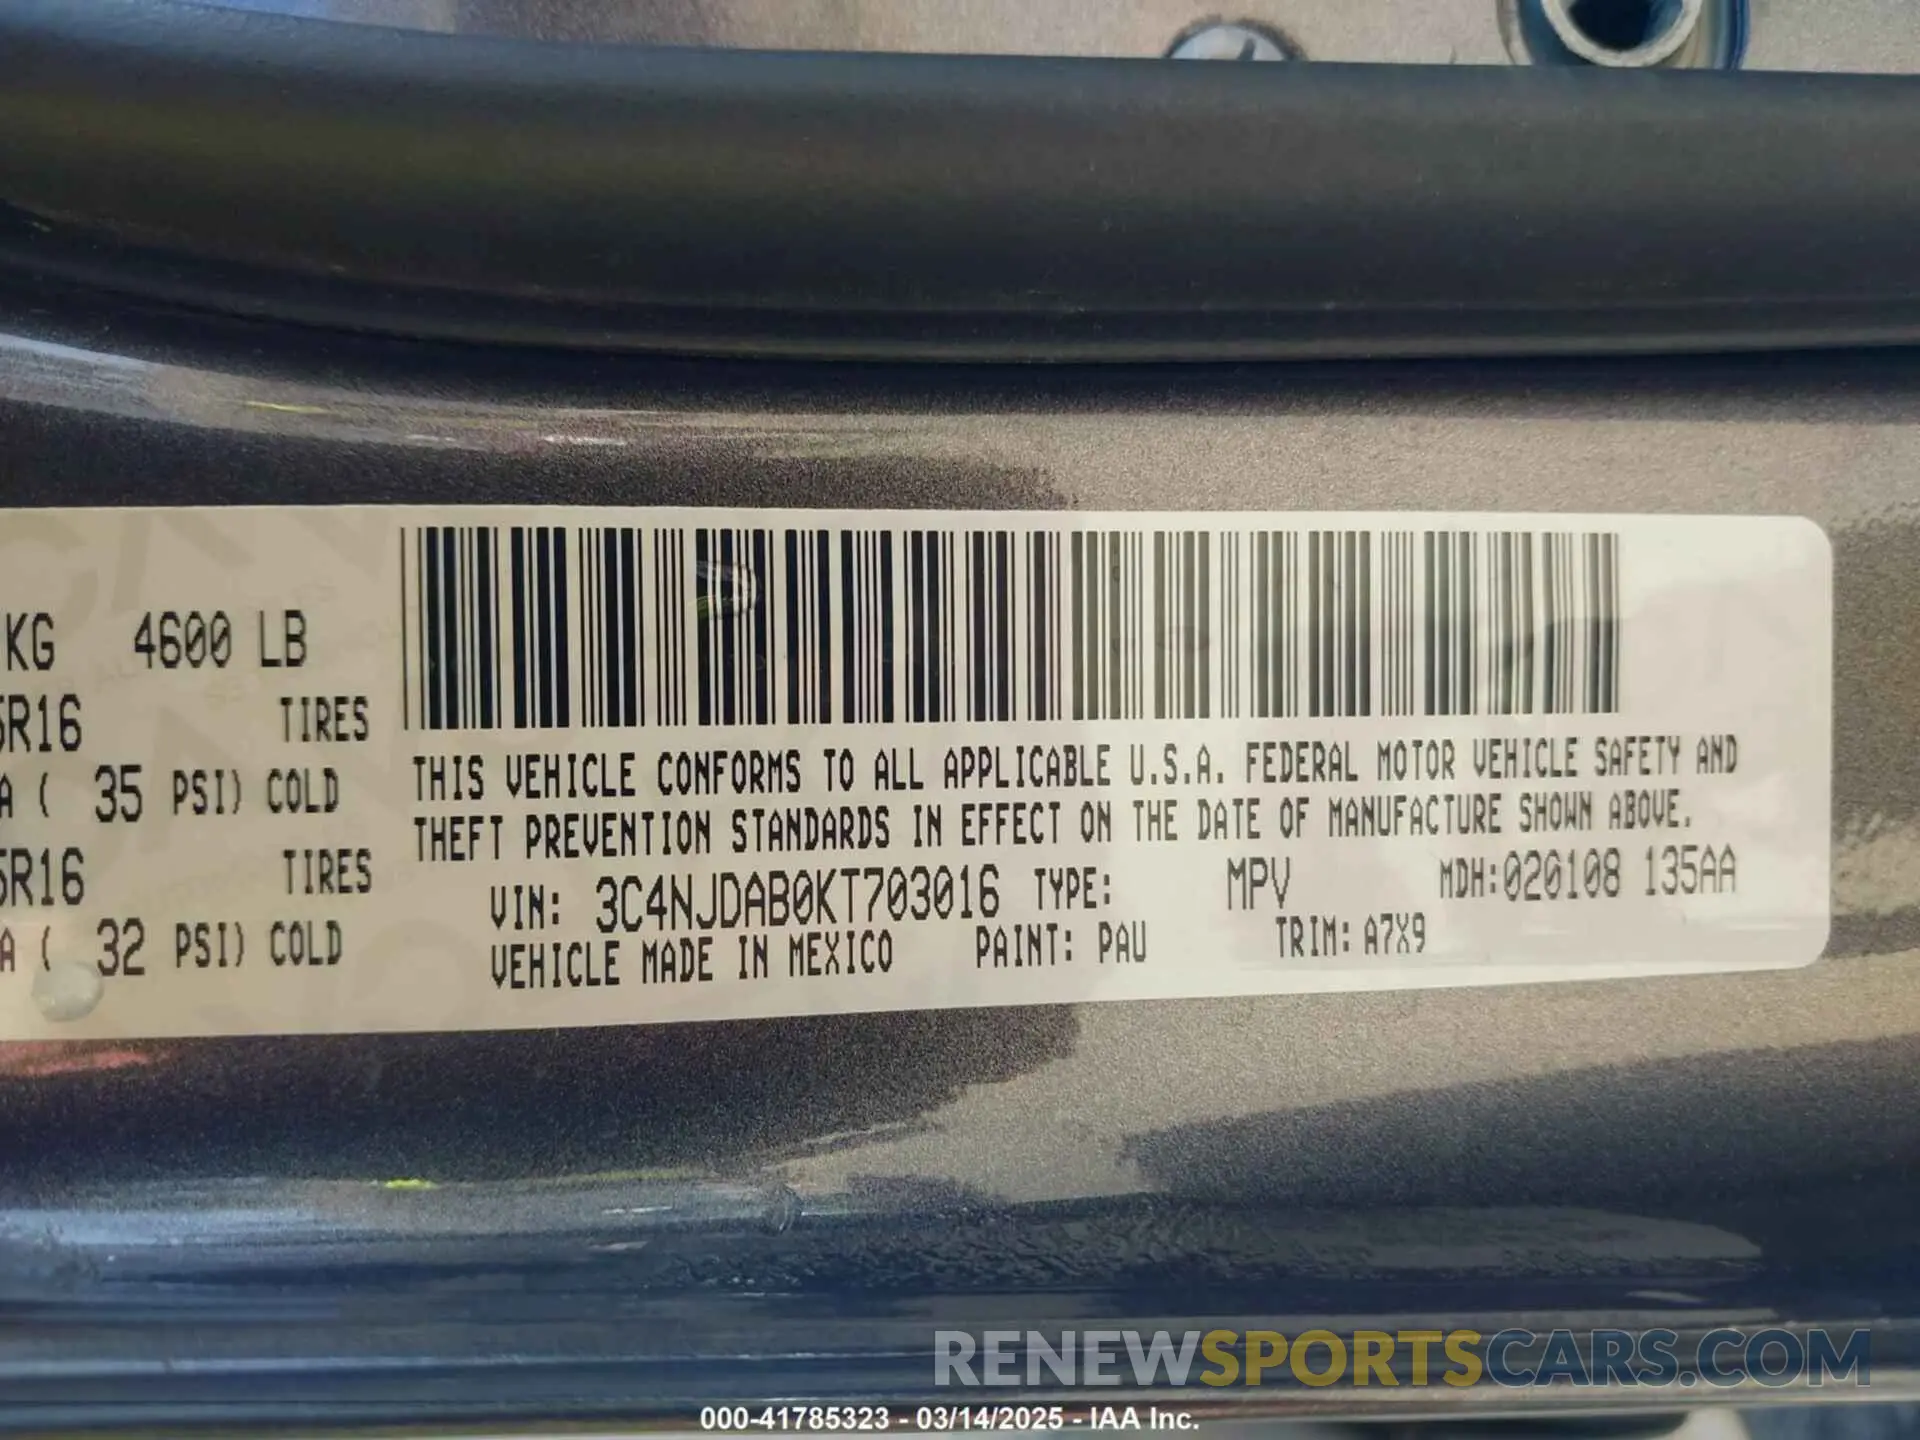 KG 4600 LB
5R16 TIRES
A ( 35 PSI) COLD
5R16 TIRES
A ( 32 PSI) COLD
THIS VEHICLE CONFORMS TO ALL APPLICABLE U.S.A. FEDERAL MOTOR VEHICLE SAFETY AND
THEFT PREVENTION STANDARDS IN EFFECT ON THE DATE OF MANUFACTURE SHOWN ABOVE.
VIN: 3C4NJDAB0KT703016 TYPE: MPV MDH:020108 135AA
VEHICLE MADE IN MEXICO PAINT: PAU TRIM: A7X9
RENEWSPORTSCARS.COM
000-41785323 - 03/14/2025 - IAA Inc.